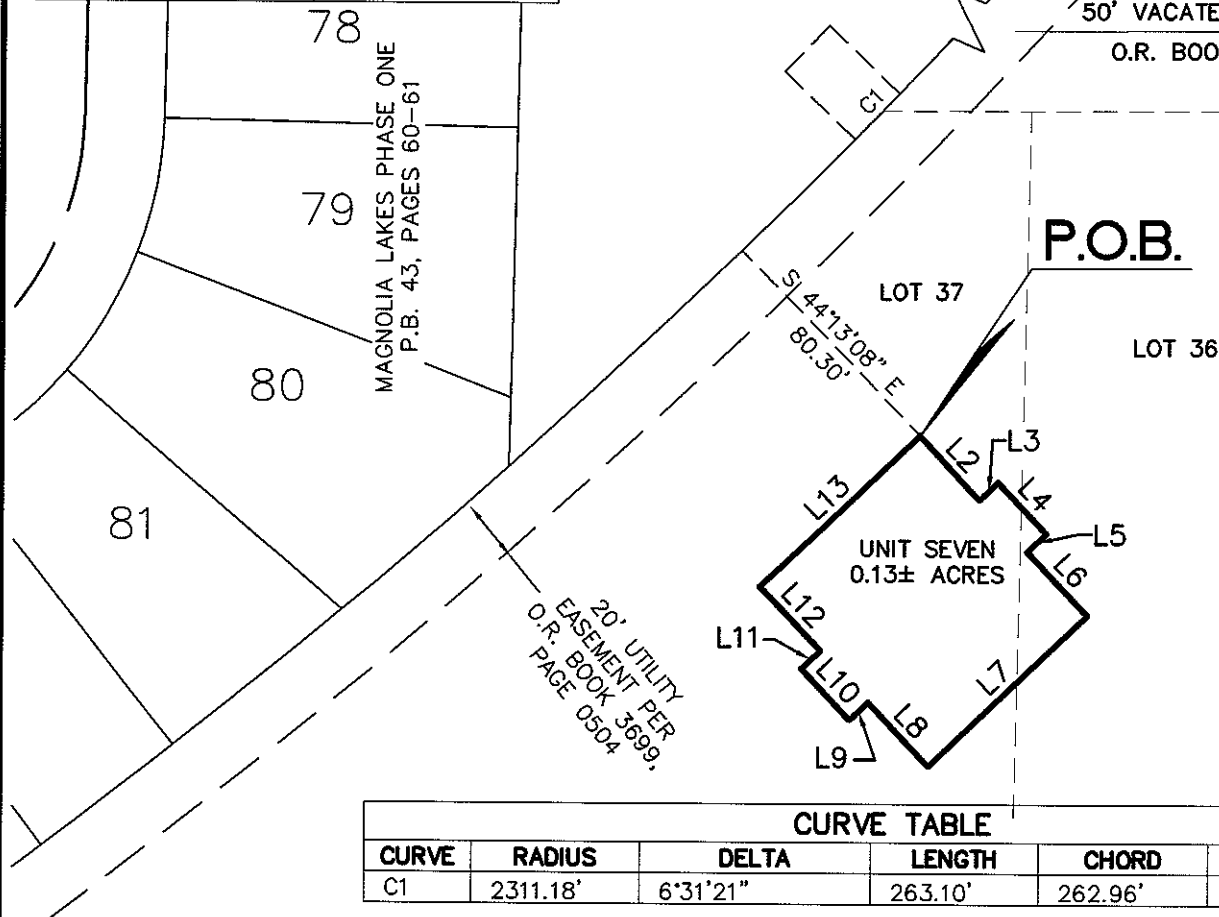 78
MAGNOLIA LAKES PHASE ONE
P.B. 43, PAGES 60-61
79
80
81
C1
50' VACATE
O.R. BOO
P.O.B.
LOT 37
LOT 36
S 44°13'08" E
80.30'
L2
L3
L4
L5
L6
L7
L8
L9
L10
L11
L12
L13
UNIT SEVEN
0.13± ACRES
20' UTILITY
EASEMENT PER
O.R. BOOK 3699,
PAGE 0504
CURVE TABLE
CURVE RADIUS DELTA LENGTH CHORD
C1 2311.18' 6°31'21" 263.10' 262.96'